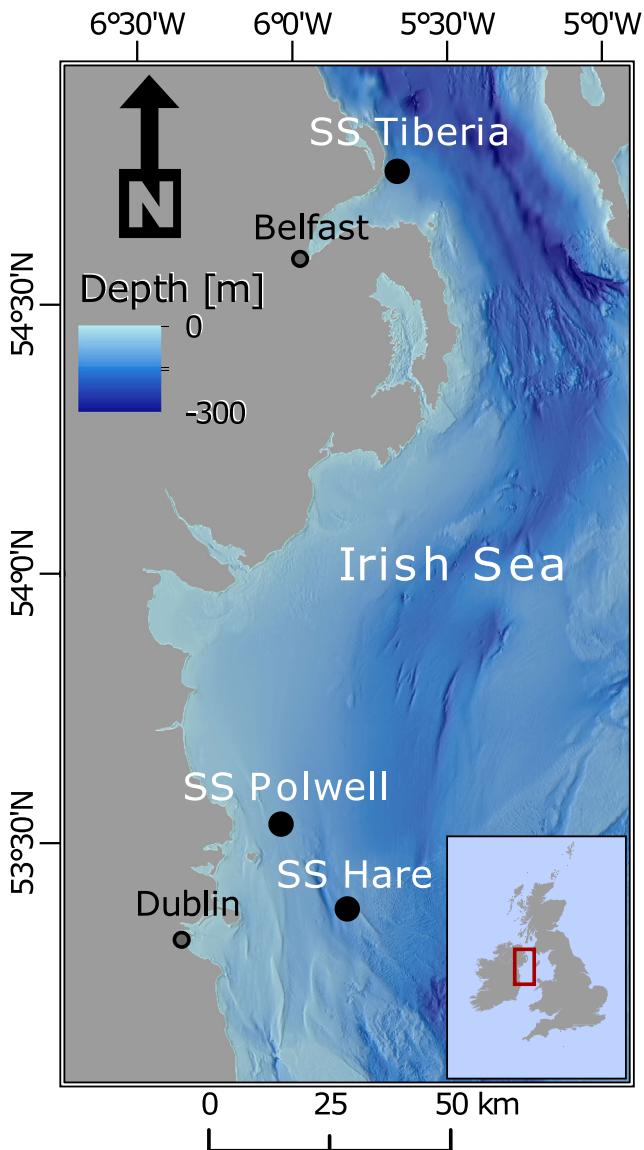 6°30'W 6°0'W 5°30'W 5°0'W
SS Tiberia
N
Belfast
Depth [m]
0
-300
54°30'N
Irish Sea
54°0'N
SS Polwell
53°30'N
SS Hare
Dublin
0 25 50 km